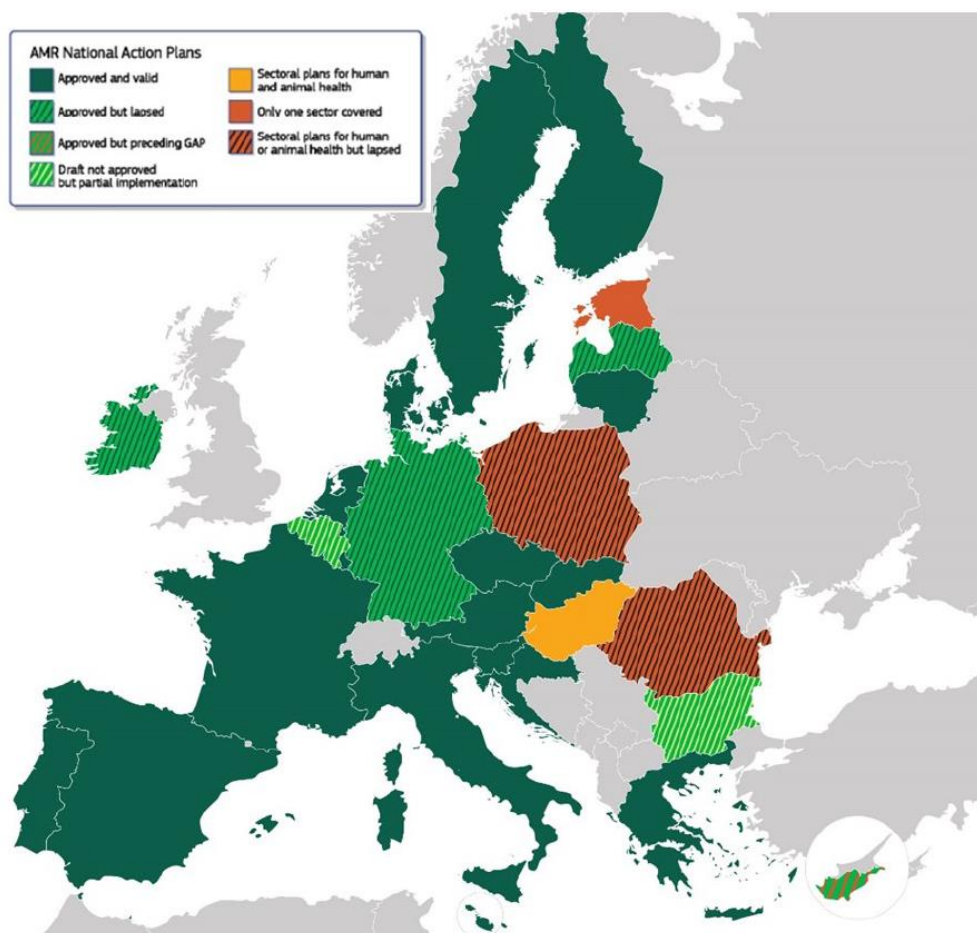 AMR National Action Plans
Approved and valid
Approved but lapsed
Approved but preceding GAP
Draft not approved
but partial implementation
Sectoral plans for human
and animal health
Only one sector covered
Sectoral plans for human
or animal health but lapsed